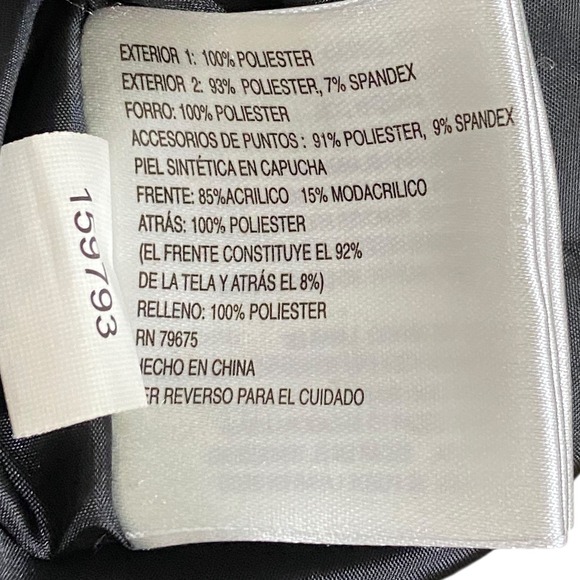 EXTERIOR 1: 100% POLIESTER
EXTERIOR 2: 93% POLIESTER, 7% SPANDEX
FORRO: 100% POLIESTER
ACCESORIOS DE PUNTOS: 91% POLIESTER, 9% SPANDEX
PIEL SINTÉTICA EN CAPUCHA
FRENTE: 85%ACRILICO 15% MODACRILICO
ATRÁS: 100% POLIESTER
(EL FRENTE CONSTITUYE EL 92%
DE LA TELA Y ATRÁS EL 8%)
RELLENO: 100% POLIESTER
RN 79675
HECHO EN CHINA
ER REVERSO PARA EL CUIDADO
159793